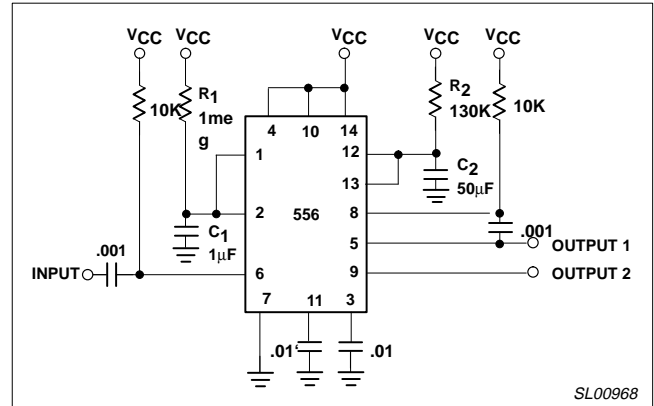 VCC VCC VCC VCC VCC
10K R1 1meg
R2 130K 10K
4 10 14
1 12
13
2 556 8
C2 50μF
C1 1μF
.001 5 .001 OUTPUT 1
INPUT 6 9 OUTPUT 2
7 11 3
.01‘ .01
SL00968